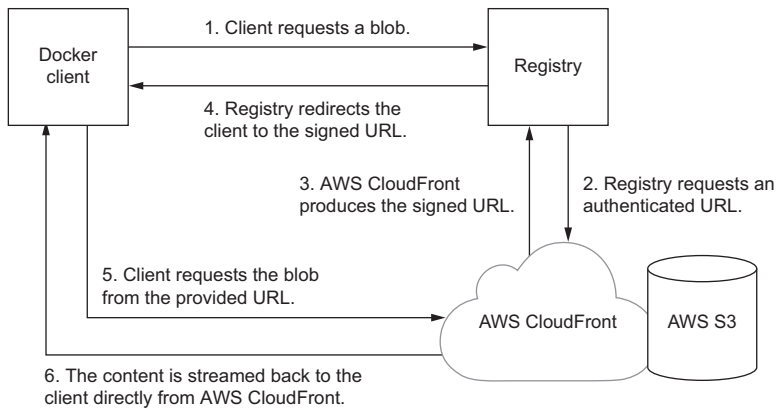 Docker
client
1. Client requests a blob.
Registry
4. Registry redirects the
client to the signed URL.
3. AWS CloudFront
produces the signed URL.
2. Registry requests an
authenticated URL.
5. Client requests the blob
from the provided URL.
AWS CloudFront
AWS S3
6. The content is streamed back to the
client directly from AWS CloudFront.